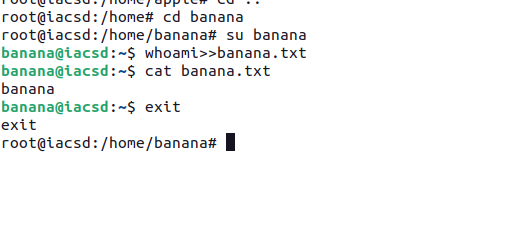 root@iacsd:/home/apple# cd ..
root@iacsd:/home# cd banana
root@iacsd:/home/banana# su banana
banana@iacsd:~$ whoami>>banana.txt
banana@iacsd:~$ cat banana.txt
banana
banana@iacsd:~$ exit
exit
root@iacsd:/home/banana#